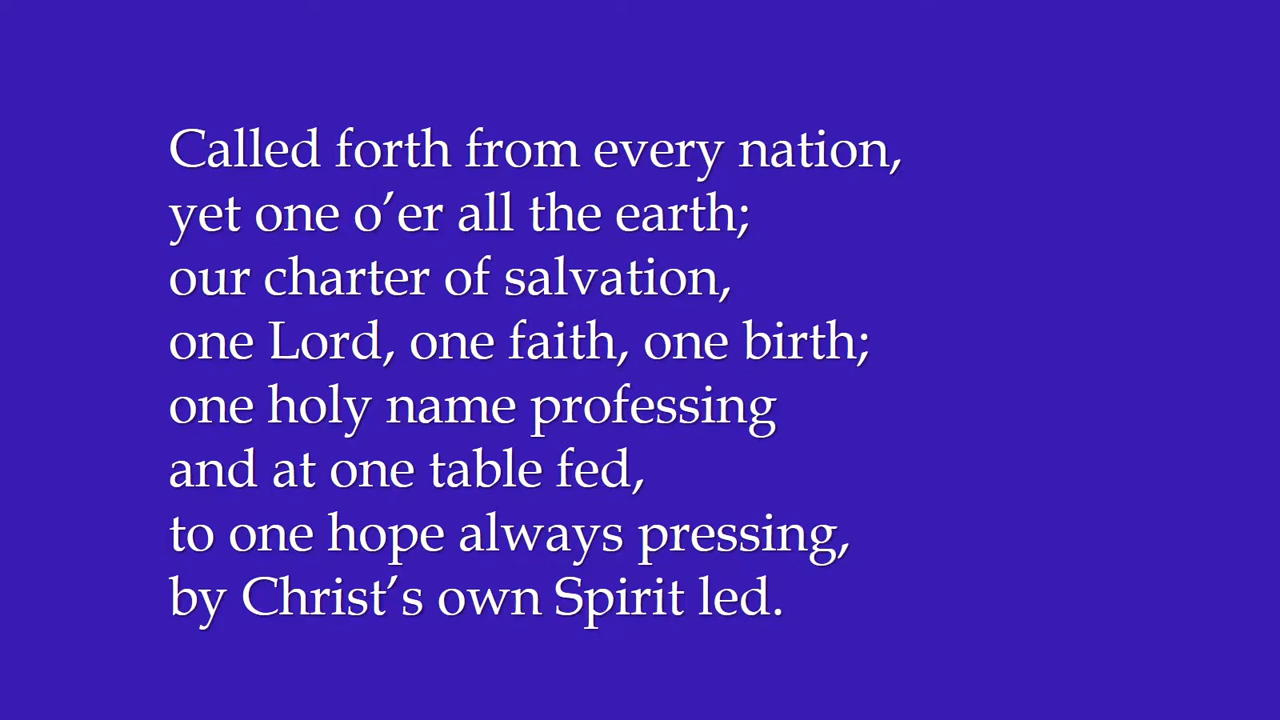 Called forth from every nation,
yet one o’er all the earth;
our charter of salvation,
one Lord, one faith, one birth;
one holy name professing
and at one table fed,
to one hope always pressing,
by Christ’s own Spirit led.